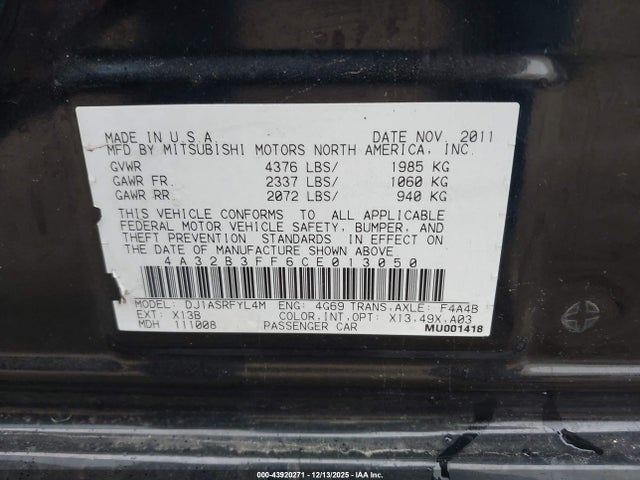 MADE IN U.S.A DATE NOV. 2011
MFD BY MITSUBISHI MOTORS NORTH AMERICA, INC.
GVWR 4376 LBS/ 1985 KG
GAWR FR. 2337 LBS/ 1060 KG
GAWR RR. 2072 LBS/ 940 KG
THIS VEHICLE CONFORMS TO ALL APPLICABLE
FEDERAL MOTOR VEHICLE SAFETY, BUMPER, AND
THEFT PREVENTION STANDARDS IN EFFECT ON
THE DATE OF MANUFACTURE SHOWN ABOVE
4A32B3FF6CE013050
MODEL: DJ1ASRFYL4M ENG: 4G69 TRANS.AXLE: F4A4B
EXT: X13B COLOR,INT,OPT: X13.49X.A03
MDH 111008 PASSENGER CAR MU001418
000-43920271 - 12/13/2025 - IAA Inc.